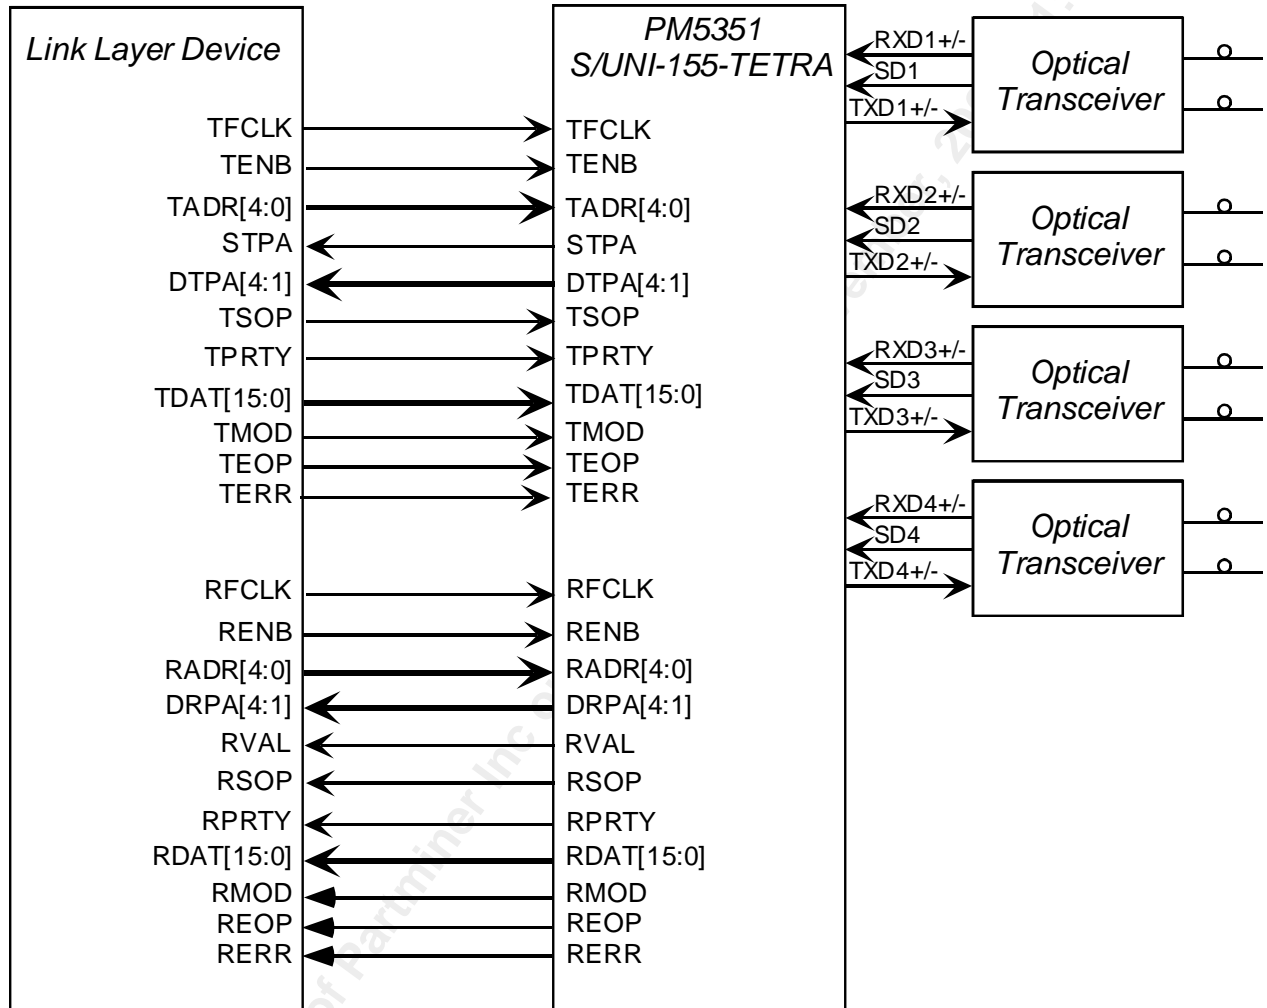 Link Layer Device
TFCLK
TENB
TADR[4:0]
STPA
DTPA[4:1]
TSOP
TPRTY
TDAT[15:0]
TMOD
TEOP
TERR
RFCLK
RENB
RADR[4:0]
DRPA[4:1]
RVAL
RSOP
RPRTY
RDAT[15:0]
RMOD
REOP
RERR
PM5351
S/UNI-155-TETRA
TFCLK
TENB
TADR[4:0]
STPA
DTPA[4:1]
TSOP
TPRTY
TDAT[15:0]
TMOD
TEOP
TERR
RFCLK
RENB
RADR[4:0]
DRPA[4:1]
RVAL
RSOP
RPRTY
RDAT[15:0]
RMOD
REOP
RERR
RXD1+/-
SD1
TXD1+/-
Optical
Transceiver
RXD2+/-
SD2
TXD2+/-
Optical
Transceiver
RXD3+/-
SD3
TXD3+/-
Optical
Transceiver
RXD4+/-
SD4
TXD4+/-
Optical
Transceiver
of Partminer Inc